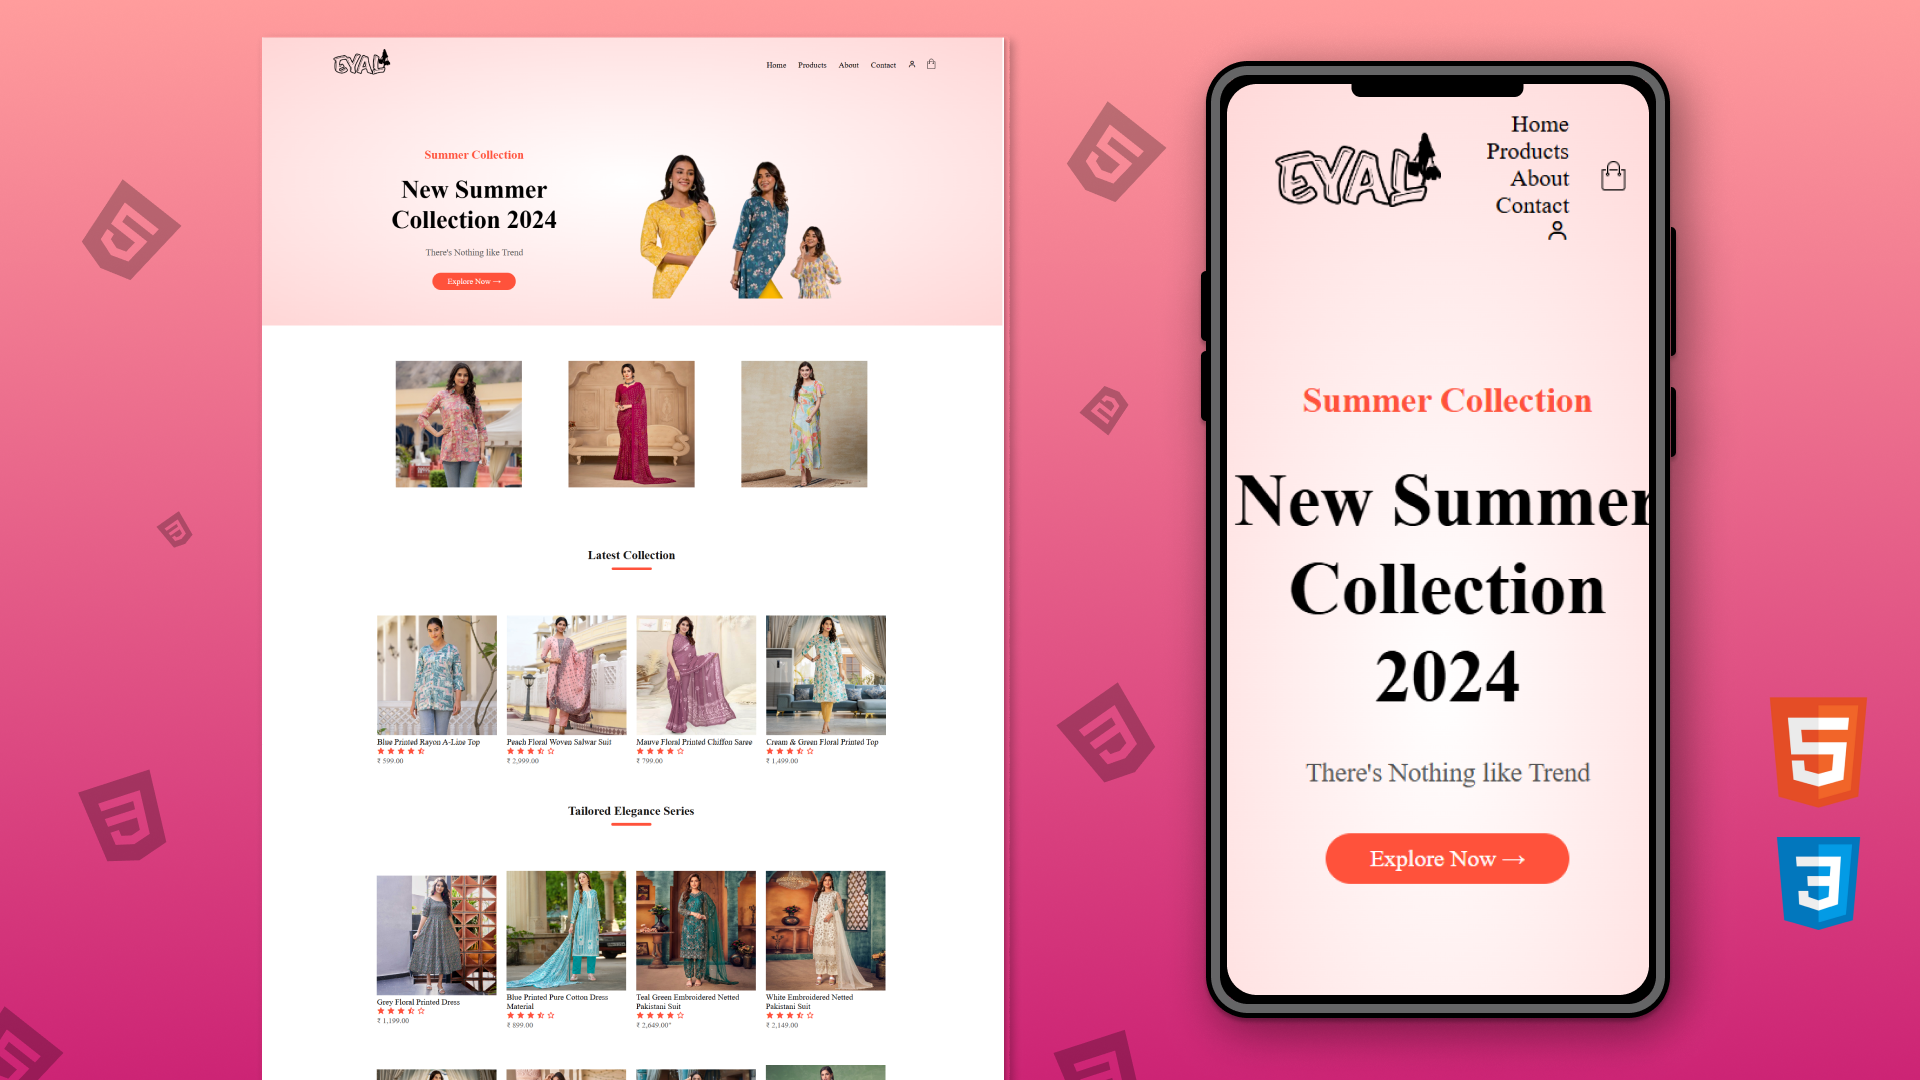 EYAL
Home Products About Contact
Summer Collection
New Summer
Collection 2024
There's Nothing like Trend
Explore Now →
Latest Collection
Blue Printed Rayon A-Line Top
₹ 599.00
Peach Floral Woven Salwar Suit
₹ 2,999.00
Mauve Floral Printed Chiffon Saree
₹ 799.00
Cream & Green Floral Printed Top
₹ 1,499.00
Tailored Elegance Series
Grey Floral Printed Dress
₹ 1,199.00
Blue Printed Pure Cotton Dress
Material
₹ 899.00
Teal Green Embroidered Netted
Pakistani Suit
₹ 2,649.00"
White Embroidered Netted
Pakistani Suit
₹ 2,149.00
EYAL
Home
Products
About
Contact
Summer Collection
New Summer
Collection
2024
There's Nothing like Trend
Explore Now →
5
3